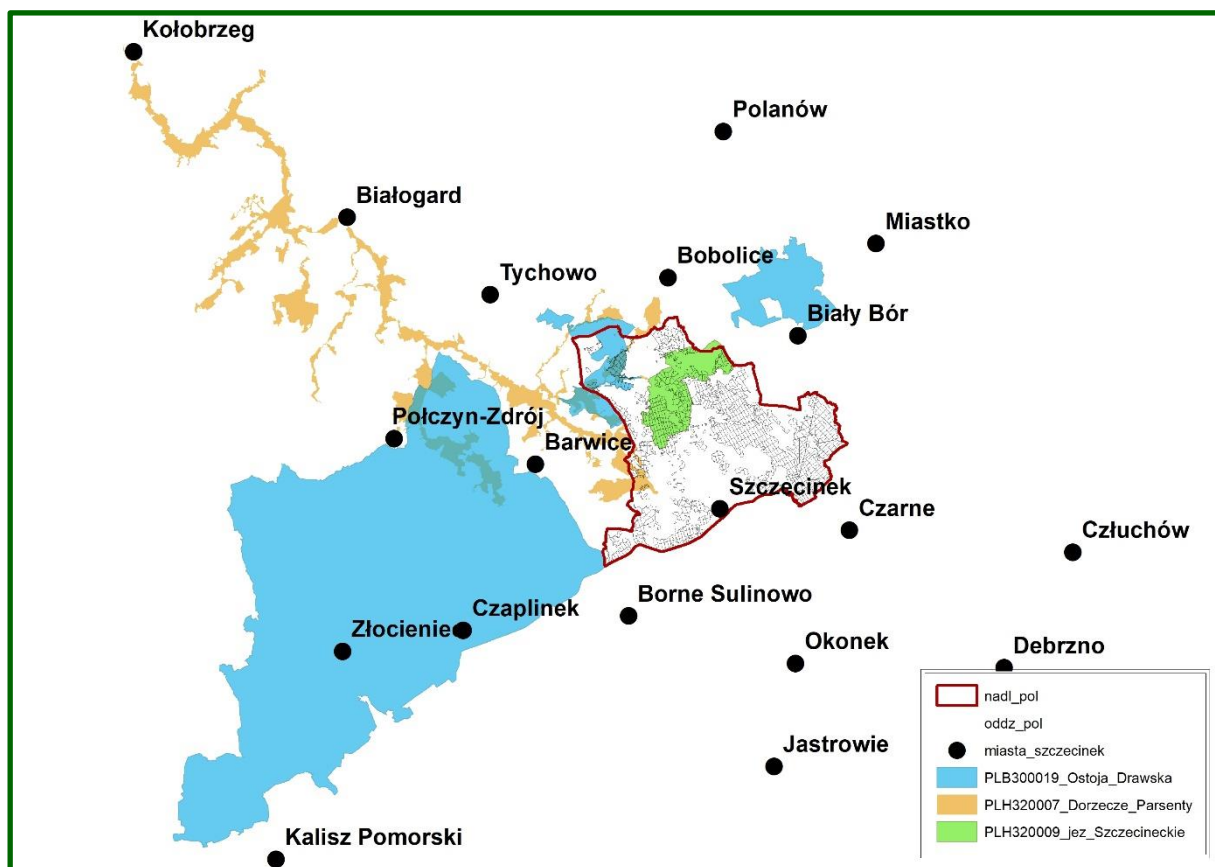 Kołobrzeg
Polanów
Białogard
Miastko
Bobolice
Tychowo
Biały Bór
Połczyn-Zdrój
Barwice
Szczecinek
Czarne
Człuchów
Borne Sulinowo
Czaplinek
Złocieniec
Okonek
Debrzno
Jastrowie
Kalisz Pomorski
nadl_pol
oddz_pol
miasta_szczecinek
PLB300019_Ostoja_Drawska
PLH320007_Dorzecze_Parsenty
PLH320009_jez_Szczecineckie